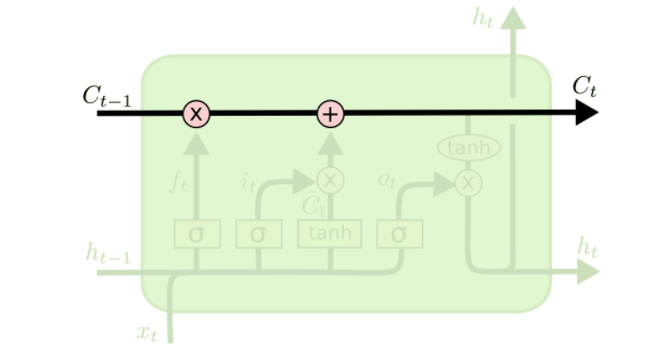 h_t
C_{t-1} x + C_t
tanh
f_t i_t x o_t x
C̃_t
σ σ tanh σ
h_{t-1} h_t
x_t